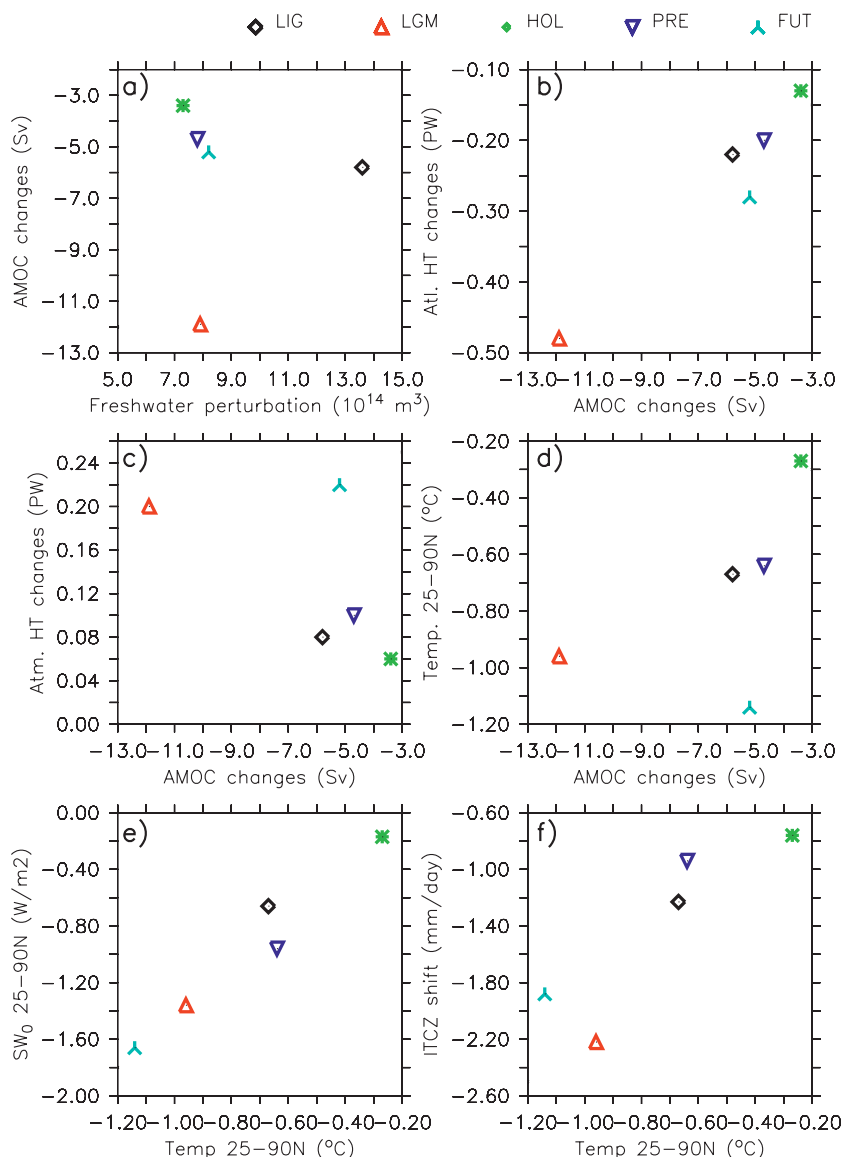 LIG LGM HOL PRE FUT
a)
AMOC changes (Sv)
-3.0
-5.0
-7.0
-9.0
-11.0
-13.0
5.0 7.0 9.0 11.0 13.0 15.0
Freshwater perturbation (10^14 m^3)
b)
Atl. HT changes (PW)
-0.10
-0.20
-0.30
-0.40
-0.50
-13.0 -11.0 -9.0 -7.0 -5.0 -3.0
AMOC changes (Sv)
c)
Atm. HT changes (PW)
0.24
0.20
0.16
0.12
0.08
0.04
0.00
-13.0 -11.0 -9.0 -7.0 -5.0 -3.0
AMOC changes (Sv)
d)
Temp. 25-90N (°C)
-0.20
-0.40
-0.60
-0.80
-1.00
-1.20
-13.0 -11.0 -9.0 -7.0 -5.0 -3.0
AMOC changes (Sv)
e)
SW₀ 25-90N (W/m2)
0.00
-0.40
-0.80
-1.20
-1.60
-2.00
-1.20 -1.00 -0.80 -0.60 -0.40 -0.20
Temp 25-90N (°C)
f)
ITCZ shift (mm/day)
-0.60
-1.00
-1.40
-1.80
-2.20
-2.60
-1.20 -1.00 -0.80 -0.60 -0.40 -0.20
Temp 25-90N (°C)